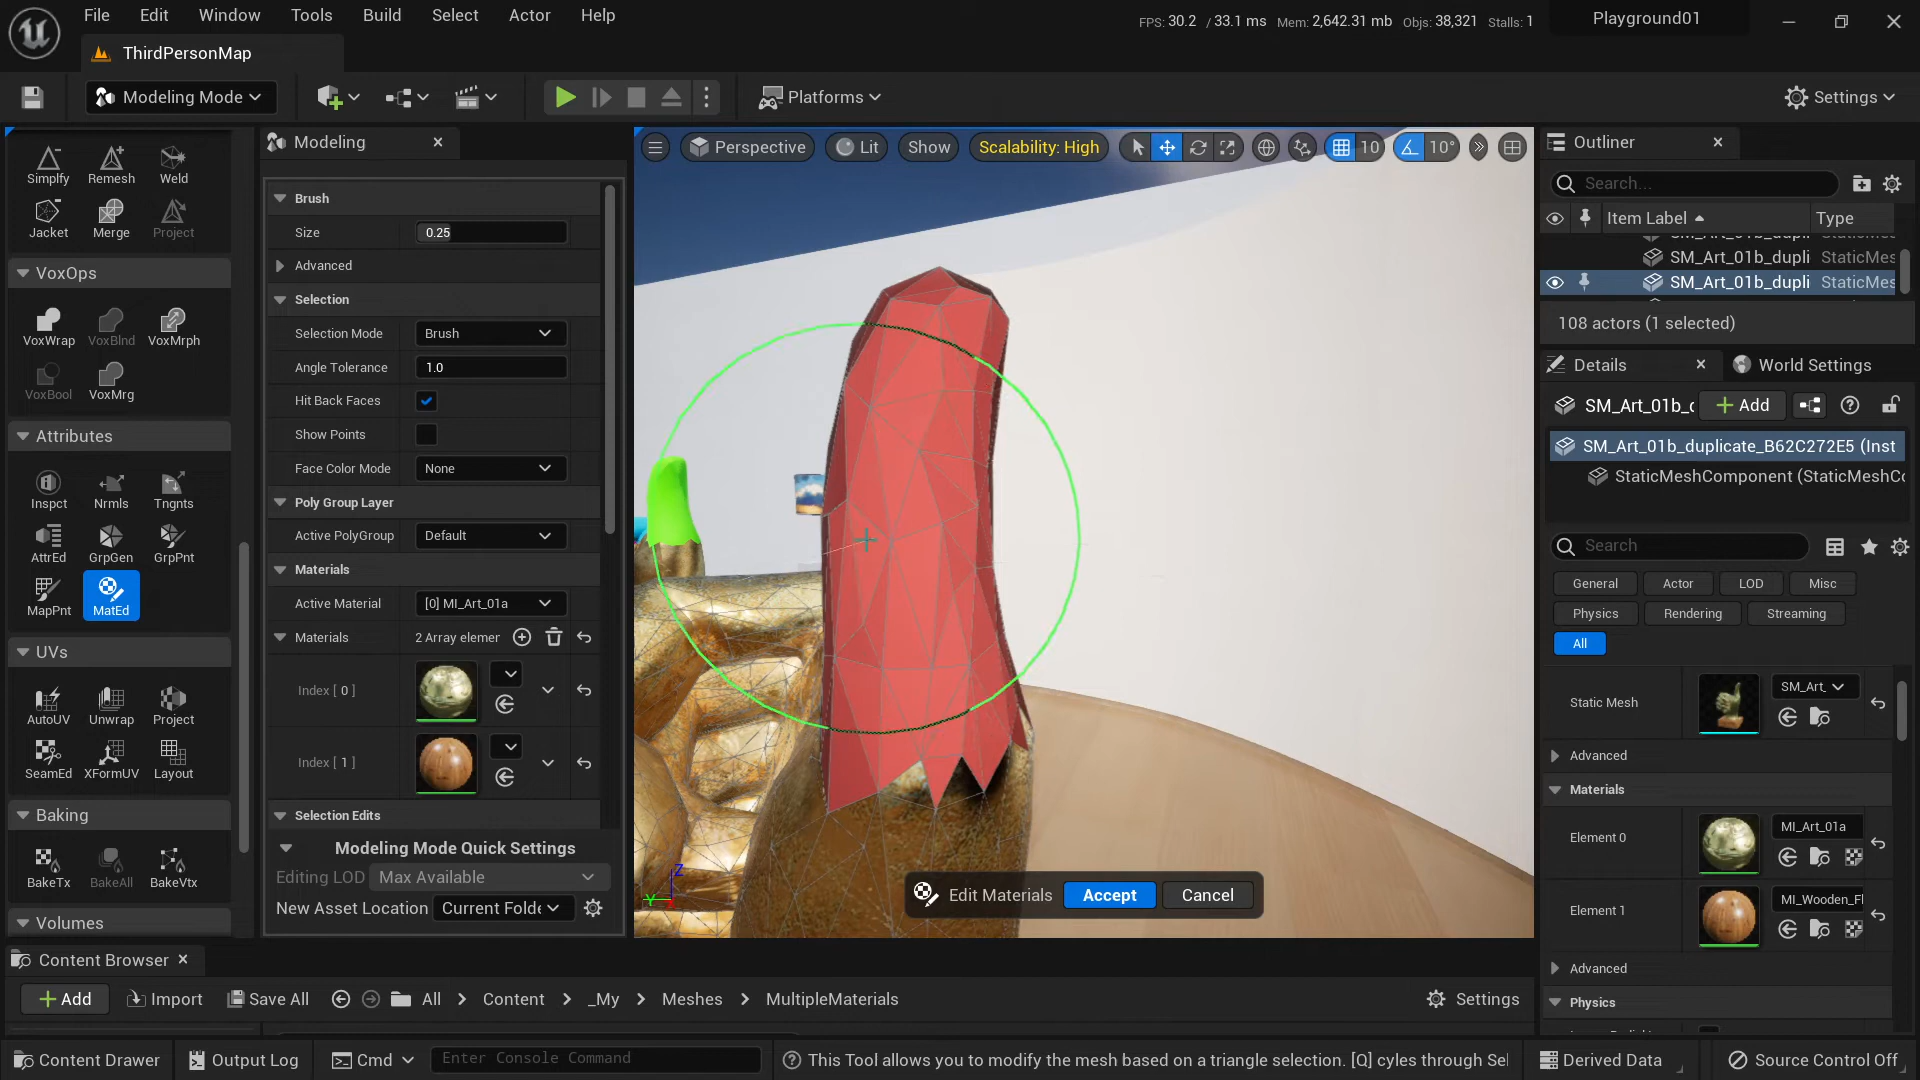 File Edit Window Tools Build Select Actor Help
FPS: 30.2 / 33.1 ms Mem: 2,642.31 mb Objs: 38,321 Stalls: 1
Playground01
ThirdPersonMap
Modeling Mode
Platforms
Settings
Simplfy Remesh Weld
Jacket Merge Project
VoxOps
VoxWrap VoxBlnd VoxMrph
VoxBool VoxMrg
Attributes
Inspct Nrmls Tngnts
AttrEd GrpGen GrpPnt
MapPnt MatEd
UVs
AutoUV Unwrap Project
SeamEd XFormUV Layout
Baking
BakeTx BakeAll BakeVtx
Volumes
Modeling
Brush
Size 0.25
Advanced
Selection
Selection Mode Brush
Angle Tolerance 1.0
Hit Back Faces
Show Points
Face Color Mode None
Poly Group Layer
Active PolyGroup Default
Materials
Active Material [0] MI_Art_01a
Materials 2 Array elemer
Index [ 0 ]
Index [ 1 ]
Selection Edits
Modeling Mode Quick Settings
Editing LOD Max Available
New Asset Location Current Folde
Perspective Lit Show Scalability: High 10 10°
Z
Y
Edit Materials Accept Cancel
Outliner
Search...
Item Label Type
SM_Art_01b_dupli StaticMes
SM_Art_01b_dupli StaticMes
SM_Art_01b_dupli StaticMes
108 actors (1 selected)
Details World Settings
SM_Art_01b_c Add
SM_Art_01b_duplicate_B62C272E5 (Inst
StaticMeshComponent (StaticMeshCo
Search
General Actor LOD Misc
Physics Rendering Streaming
All
Static Mesh SM_Art_
Advanced
Materials
Element 0 MI_Art_01a
Element 1 MI_Wooden_Fl
Advanced
Physics
Content Browser
Add Import Save All All > Content > _My > Meshes > MultipleMaterials Settings
Content Drawer Output Log Cmd Enter Console Command This Tool allows you to modify the mesh based on a triangle selection. [Q] cyles through Sel Derived Data Source Control Off